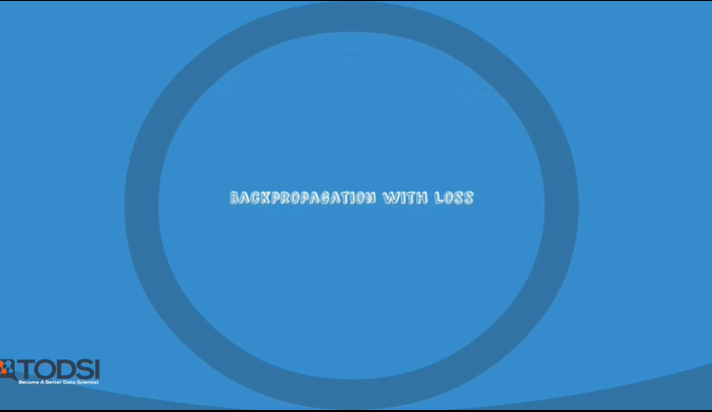 BACKPROPAGATION WITH LOSS
TODSI
Become A Better Data Scientist